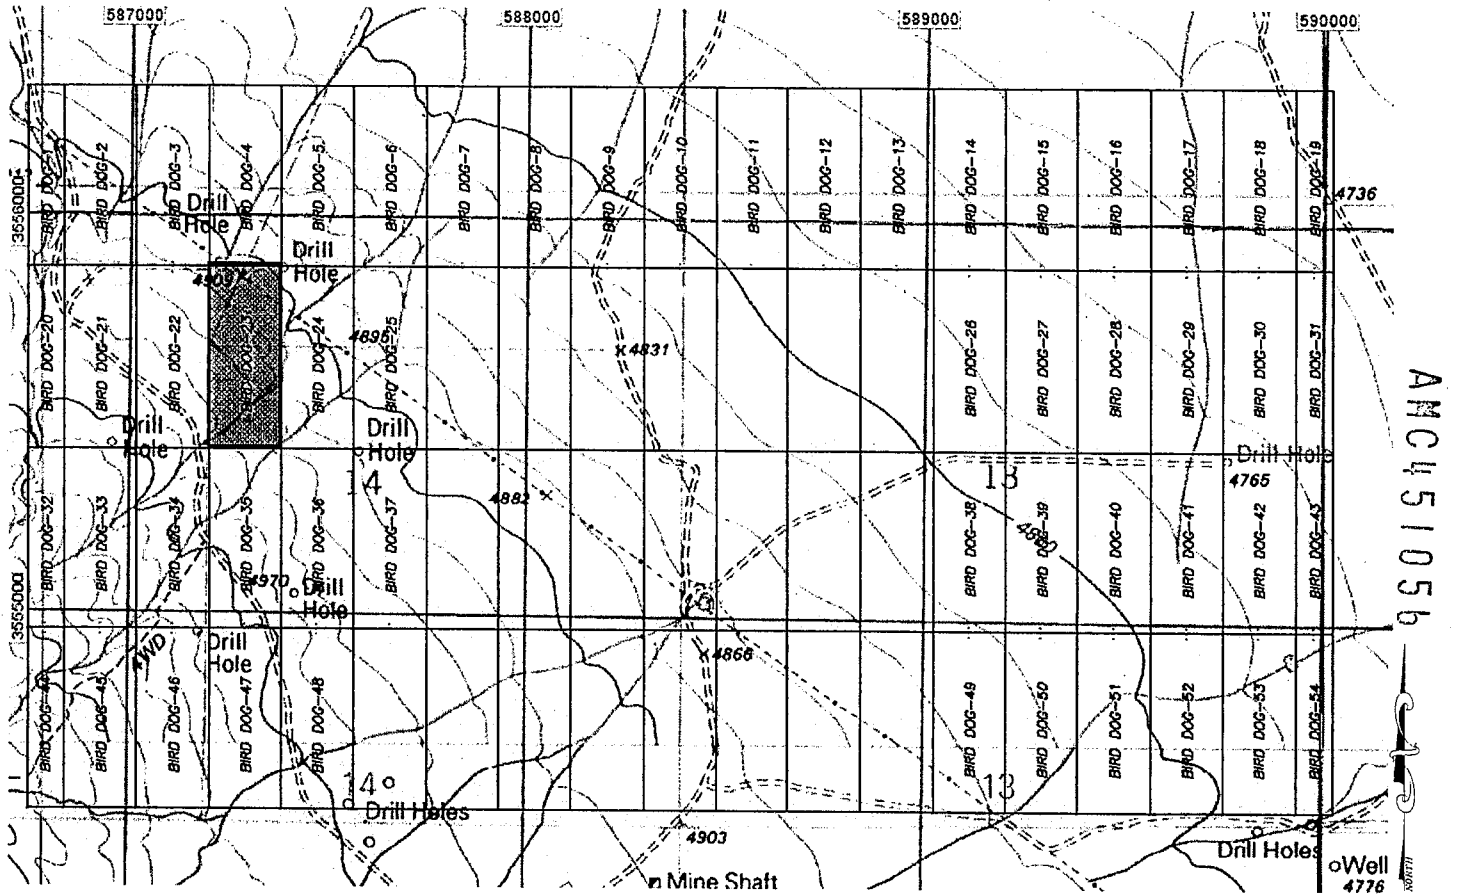 587000
588000
589000
590000
3556000
BIRD DOG-1
BIRD DOG-2
BIRD DOG-3
BIRD DOG-4
BIRD DOG-5
BIRD DOG-6
BIRD DOG-7
BIRD DOG-8
BIRD DOG-9
BIRD DOG-10
BIRD DOG-11
BIRD DOG-12
BIRD DOG-13
BIRD DOG-14
BIRD DOG-15
BIRD DOG-16
BIRD DOG-17
BIRD DOG-18
BIRD DOG-19
4736
Drill
Hole
Drill
Hole
4909
BIRD DOG-20
BIRD DOG-21
BIRD DOG-22
BIRD DOG-23
BIRD DOG-24
4895
BIRD DOG-25
4831
BIRD DOG-26
BIRD DOG-27
BIRD DOG-28
BIRD DOG-29
BIRD DOG-30
BIRD DOG-31
AMC451056
Drill
Hole
Drill
Hole
14
4882
13
Drill Hole
4765
BIRD DOG-32
BIRD DOG-33
BIRD DOG-34
BIRD DOG-35
BIRD DOG-36
BIRD DOG-37
BIRD DOG-38
BIRD DOG-39
BIRD DOG-40
BIRD DOG-41
BIRD DOG-42
BIRD DOG-43
4970
Drill
Hole
3555000
4WD
Drill
Hole
4866
BIRD DOG-44
BIRD DOG-45
BIRD DOG-46
BIRD DOG-47
BIRD DOG-48
BIRD DOG-49
BIRD DOG-50
BIRD DOG-51
BIRD DOG-52
BIRD DOG-53
BIRD DOG-54
14
13
Drill Holes
4903
Drill Holes
Well
4776
Mine Shaft